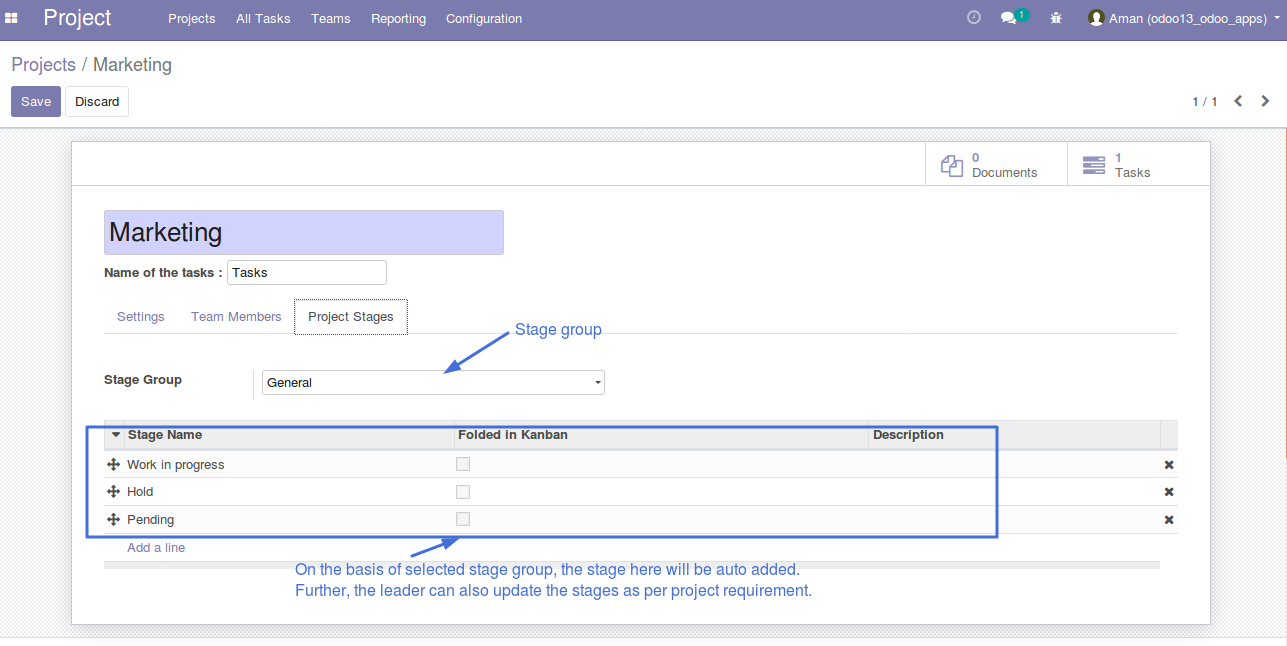 Project Projects All Tasks Teams Reporting Configuration 1 Aman (odoo13_odoo_apps)
Projects / Marketing
Save Discard 1 / 1
0 Documents 1 Tasks
Marketing
Name of the tasks : Tasks
Settings Team Members Project Stages
Stage group
Stage Group General
Stage Name Folded in Kanban Description
Work in progress
Hold
Pending
Add a line
On the basis of selected stage group, the stage here will be auto added.
Further, the leader can also update the stages as per project requirement.